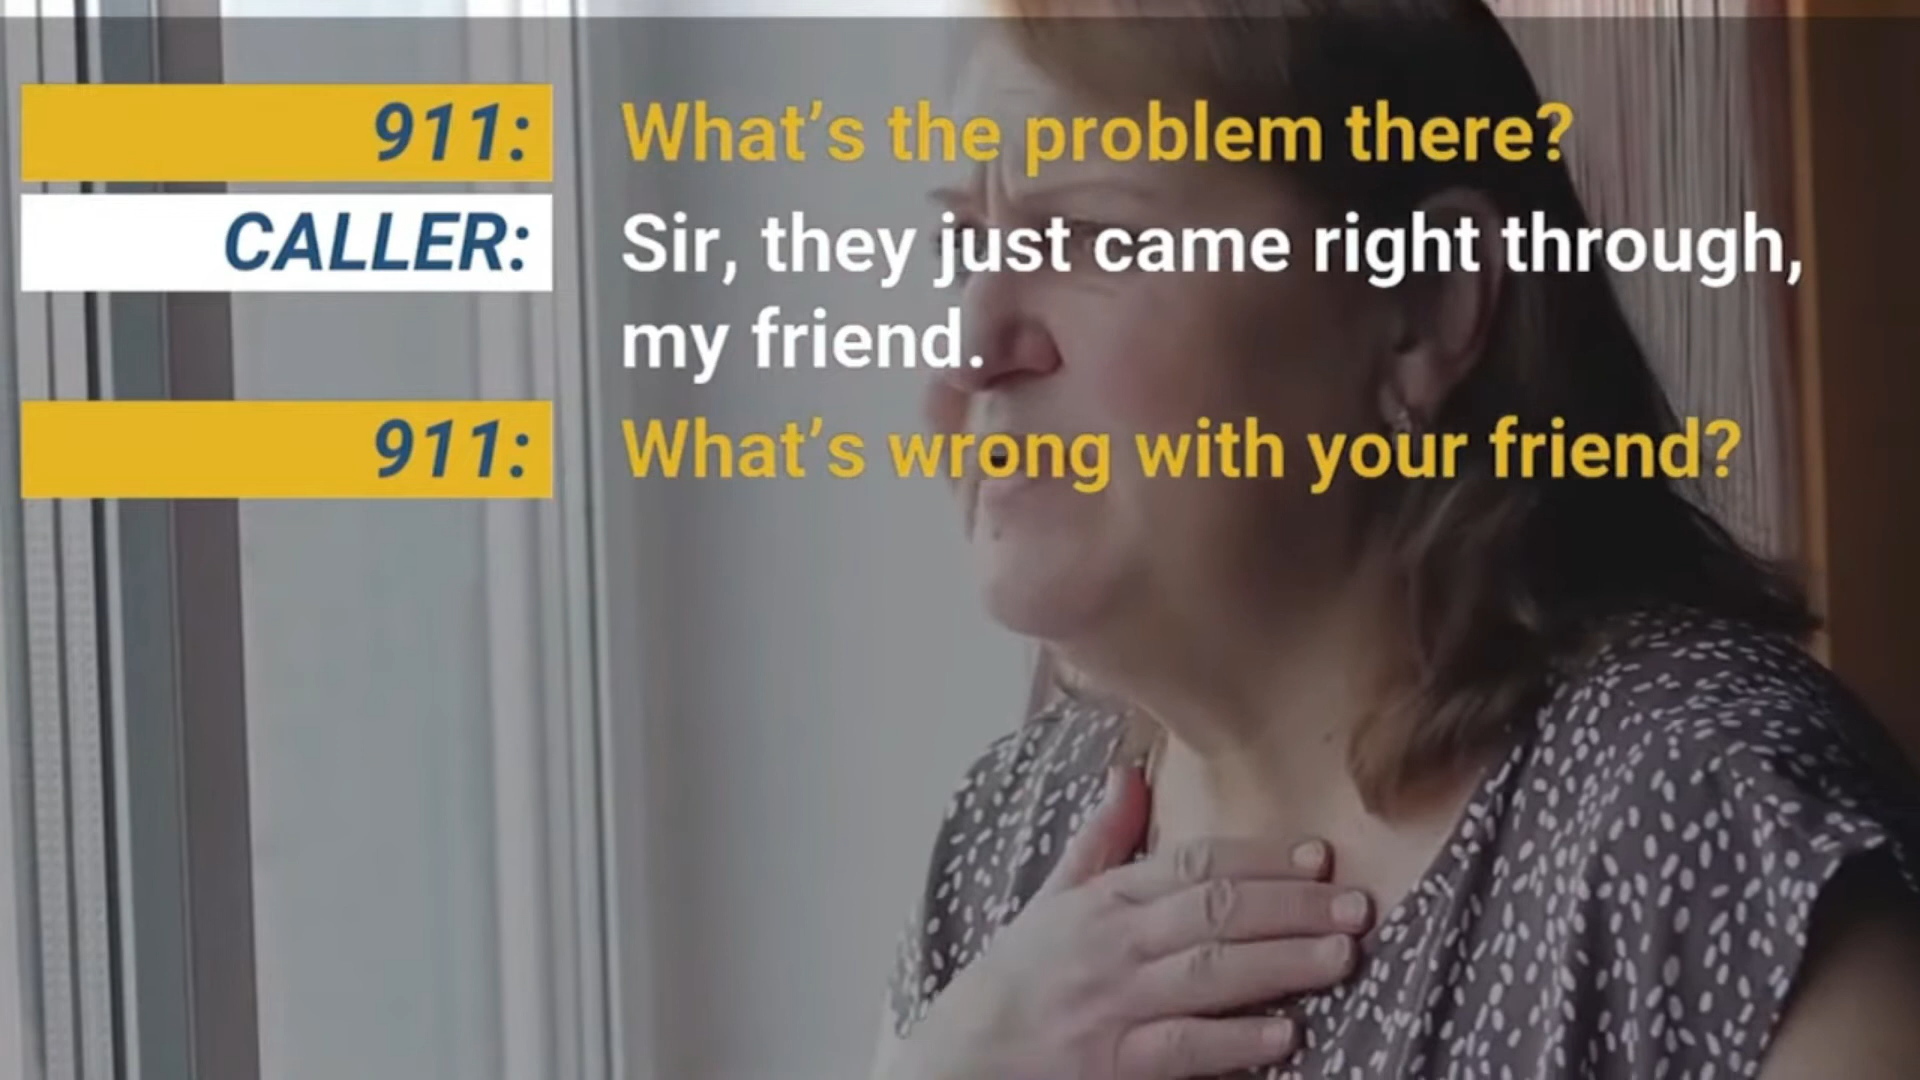 911: What's the problem there?
CALLER: Sir, they just came right through,
my friend.
911: What's wrong with your friend?